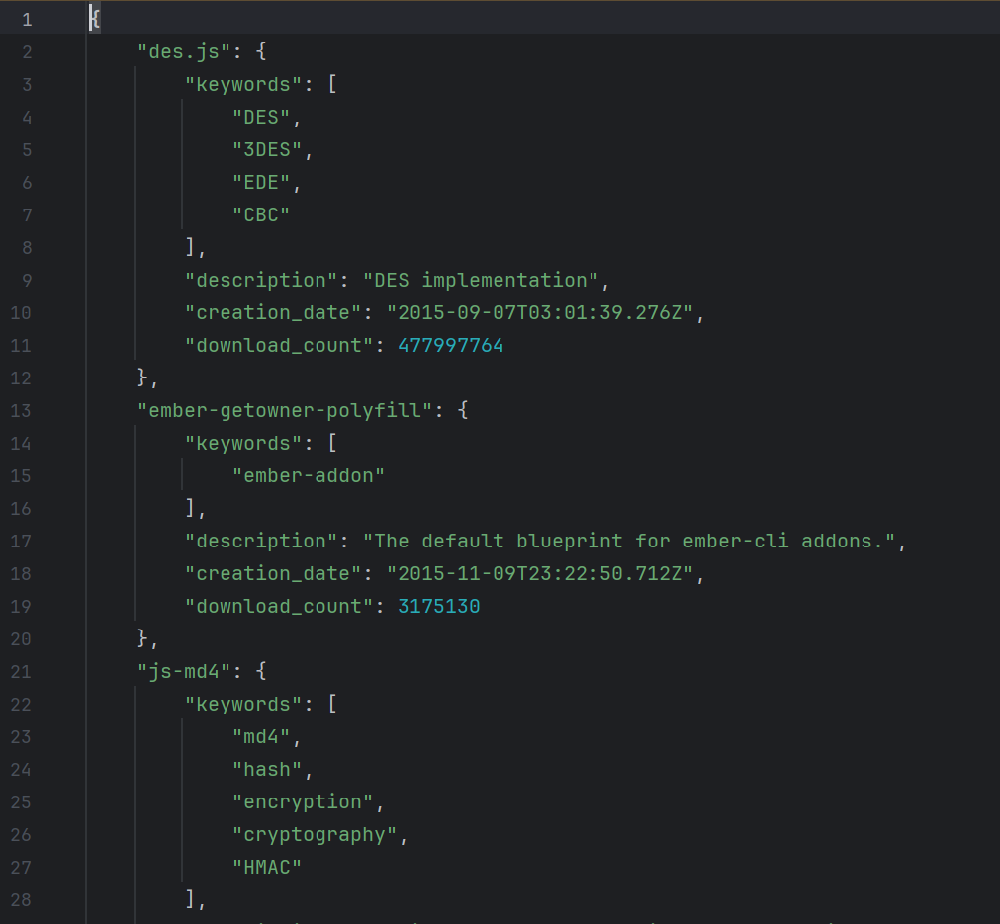 1 {
2 "des.js": {
3 "keywords": [
4 "DES",
5 "3DES",
6 "EDE",
7 "CBC"
8 ],
9 "description": "DES implementation",
10 "creation_date": "2015-09-07T03:01:39.276Z",
11 "download_count": 477997764
12 },
13 "ember-getowner-polyfill": {
14 "keywords": [
15 "ember-addon"
16 ],
17 "description": "The default blueprint for ember-cli addons.",
18 "creation_date": "2015-11-09T23:22:50.712Z",
19 "download_count": 3175130
20 },
21 "js-md4": {
22 "keywords": [
23 "md4",
24 "hash",
25 "encryption",
26 "cryptography",
27 "HMAC"
28 ],